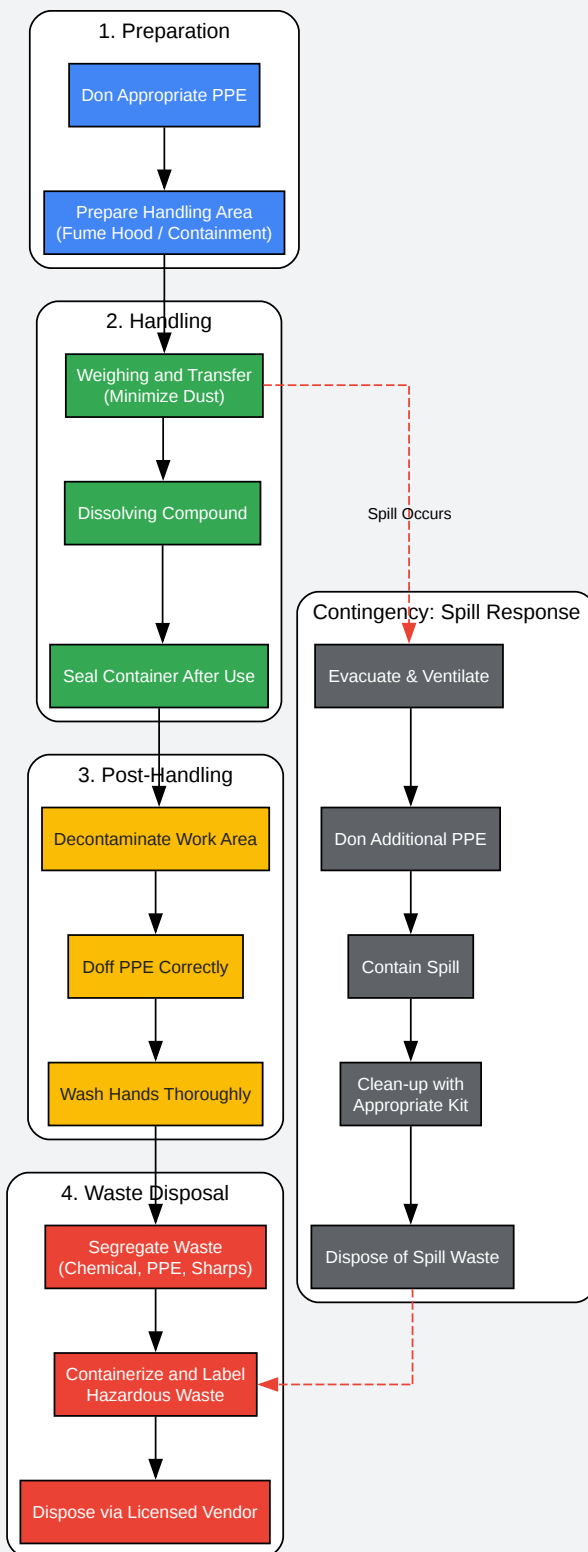 1. Preparation
Don Appropriate PPE
Prepare Handling Area
(Fume Hood / Containment)
2. Handling
Weighing and Transfer
(Minimize Dust)
Dissolving Compound
Seal Container After Use
Spill Occurs
Contingency: Spill Response
Evacuate & Ventilate
Don Additional PPE
Contain Spill
Clean-up with
Appropriate Kit
Dispose of Spill Waste
3. Post-Handling
Decontaminate Work Area
Doff PPE Correctly
Wash Hands Thoroughly
4. Waste Disposal
Segregate Waste
(Chemical, PPE, Sharps)
Containerize and Label
Hazardous Waste
Dispose via Licensed Vendor